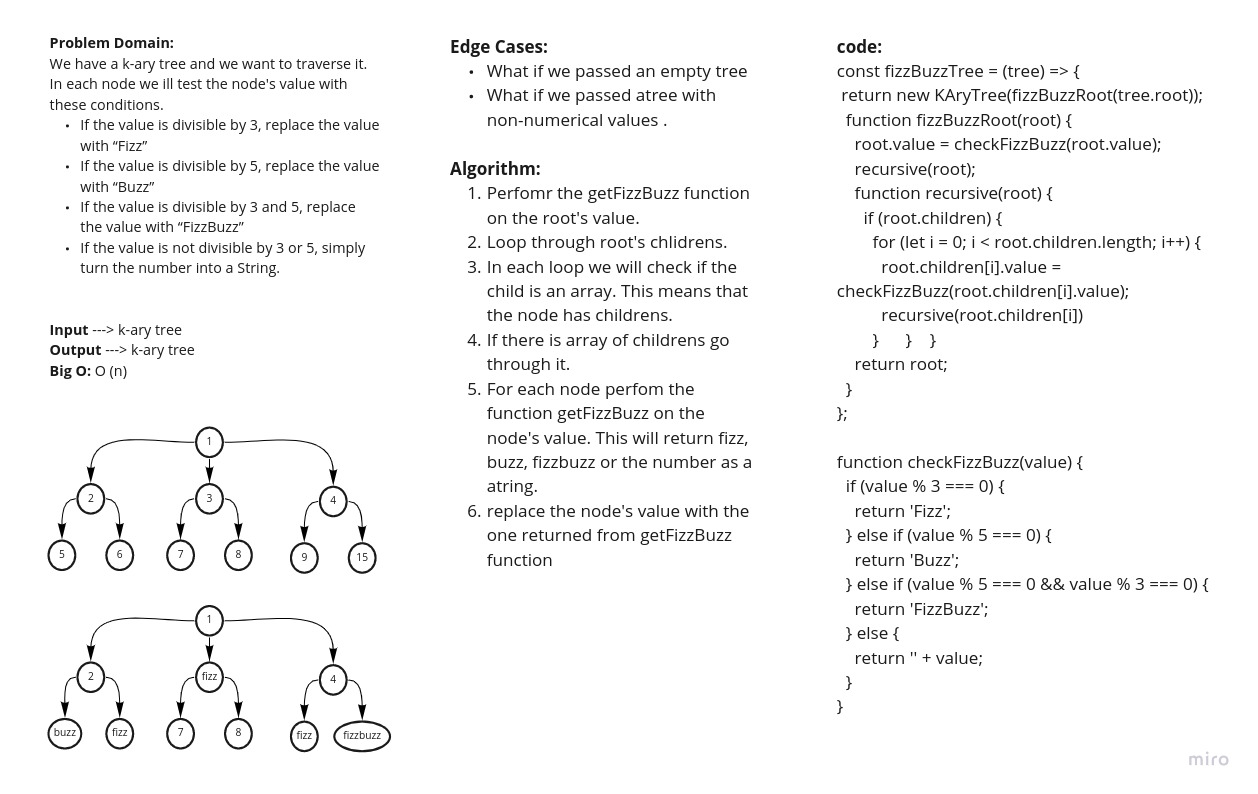 Problem Domain:
We have a k-ary tree and we want to traverse it.
In each node we ill test the node's value with
these conditions.
• If the value is divisible by 3, replace the value
with “Fizz”
• If the value is divisible by 5, replace the value
with “Buzz”
• If the value is divisible by 3 and 5, replace
the value with “FizzBuzz”
• If the value is not divisible by 3 or 5, simply
turn the number into a String.
Input ---> k-ary tree
Output ---> k-ary tree
Big O: O (n)
1
2 3 4
5 6 7 8 9 15
1
2 fizz 4
buzz fizz 7 8 fizz fizzbuzz
Edge Cases:
• What if we passed an empty tree
• What if we passed atree with
non-numerical values .
Algorithm:
1. Perfomr the getFizzBuzz function
on the root's value.
2. Loop through root's chlidrens.
3. In each loop we will check if the
child is an array. This means that
the node has childrens.
4. If there is array of childrens go
through it.
5. For each node perfom the
function getFizzBuzz on the
node's value. This will return fizz,
buzz, fizzbuzz or the number as a
atring.
6. replace the node's value with the
one returned from getFizzBuzz
function
code:
const fizzBuzzTree = (tree) => {
return new KAryTree(fizzBuzzRoot(tree.root));
function fizzBuzzRoot(root) {
root.value = checkFizzBuzz(root.value);
recursive(root);
function recursive(root) {
if (root.children) {
for (let i = 0; i < root.children.length; i++) {
root.children[i].value =
checkFizzBuzz(root.children[i].value);
recursive(root.children[i])
} } }
return root;
}
};
function checkFizzBuzz(value) {
if (value % 3 === 0) {
return 'Fizz';
} else if (value % 5 === 0) {
return 'Buzz';
} else if (value % 5 === 0 && value % 3 === 0) {
return 'FizzBuzz';
} else {
return '' + value;
}
}
miro